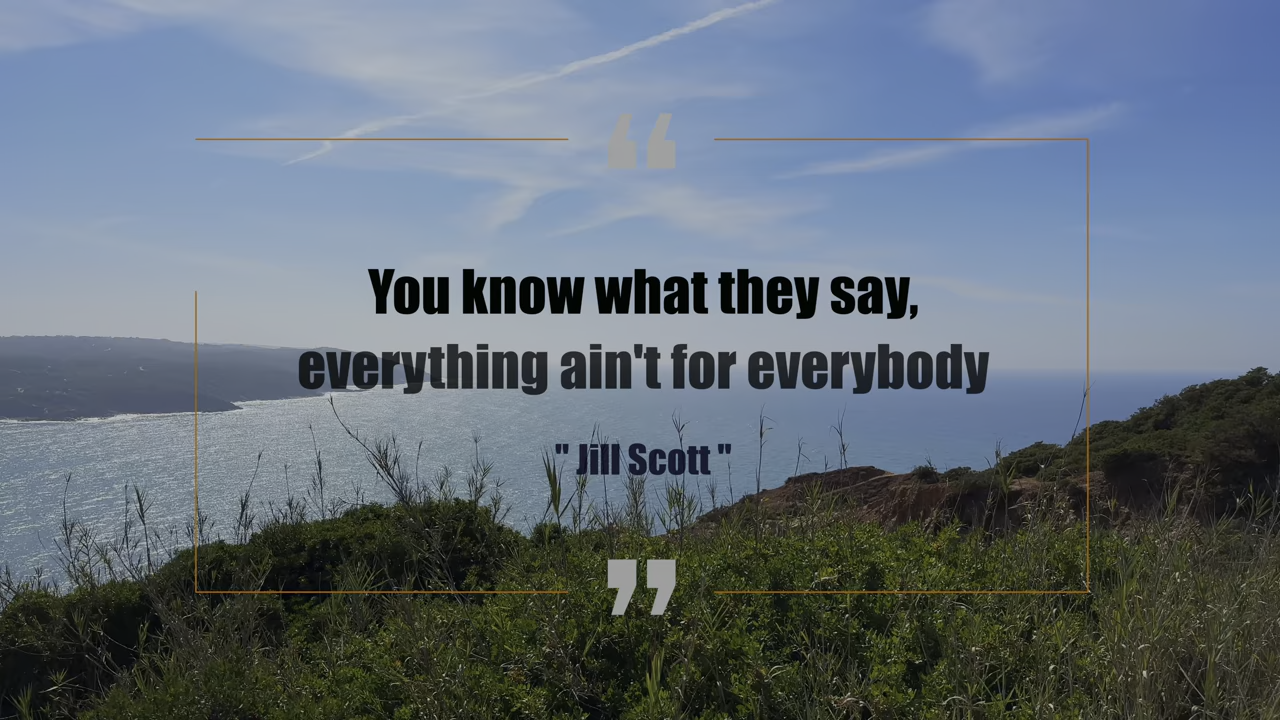 “
You know what they say,
everything ain't for everybody
" Jill Scott "
”